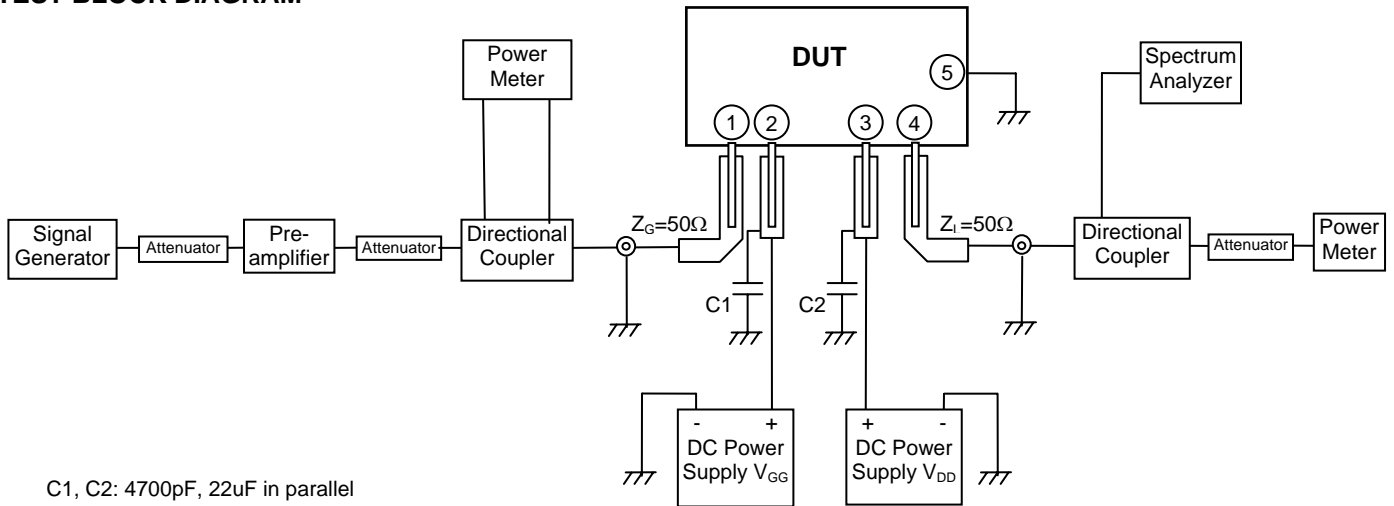 TEST BLOCK DIAGRAM
Power
Meter
DUT
5
Spectrum
Analyzer
1
2
3
4
Signal
Generator
Attenuator
Pre-
amplifier
Attenuator
Directional
Coupler
ZG=50Ω
C1
C2
Zl=50Ω
Directional
Coupler
Attenuator
Power
Meter
- +
DC Power
Supply VGG
+ -
DC Power
Supply VDD
C1, C2: 4700pF, 22uF in parallel